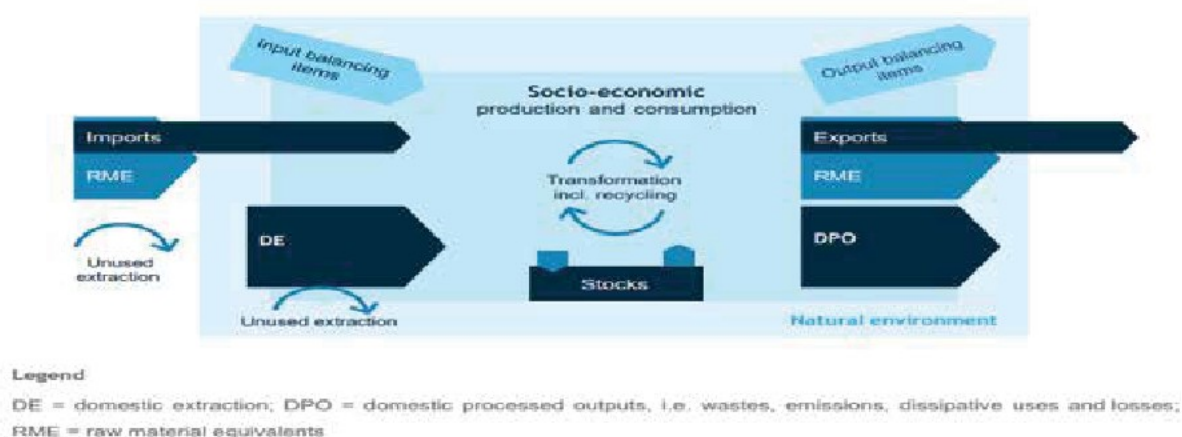 Input balancing
items
Output balancing
items
Socio-economic
production and consumption
Imports
Exports
RME
Transformation
incl. recycling
RME
DE
DPO
Unused
extraction
Stocks
Unused extraction
Natural environment
Legend
DE = domestic extraction; DPO = domestic processed outputs, i.e. wastes, emissions, dissipative uses and losses;
RME = raw material equivalents